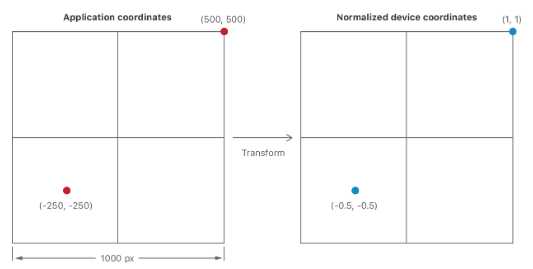 Application coordinates
(500, 500)
Normalized device coordinates
(1, 1)
Transform
(-250, -250)
(-0.5, -0.5)
1000 px